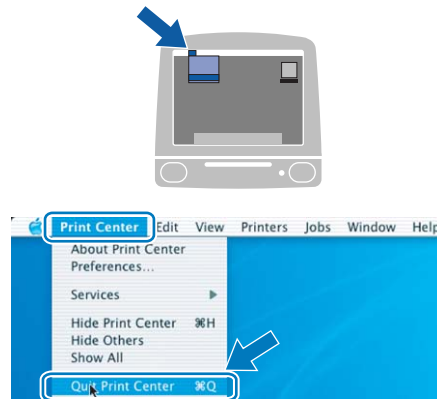 Print Center Edit View Printers Jobs Window Help
About Print Center
Preferences...
Services
Hide Print Center ⌘H
Hide Others
Show All
Quit Print Center ⌘Q